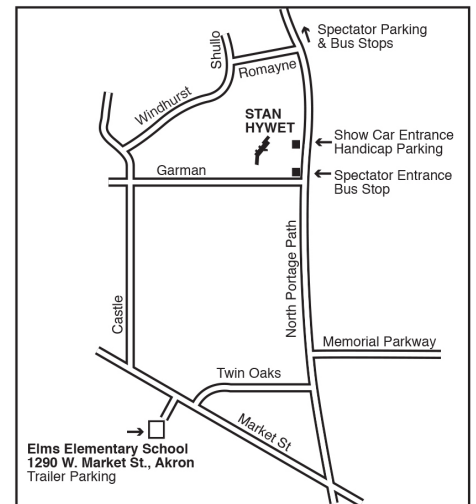 Spectator Parking
& Bus Stops
Shullo
Romayne
Windhurst
STAN
HYWET
Show Car Entrance
Handicap Parking
Garman
Spectator Entrance
Bus Stop
North Portage Path
Castle
Memorial Parkway
Twin Oaks
Market St
Elms Elementary School
1290 W. Market St., Akron
Trailer Parking